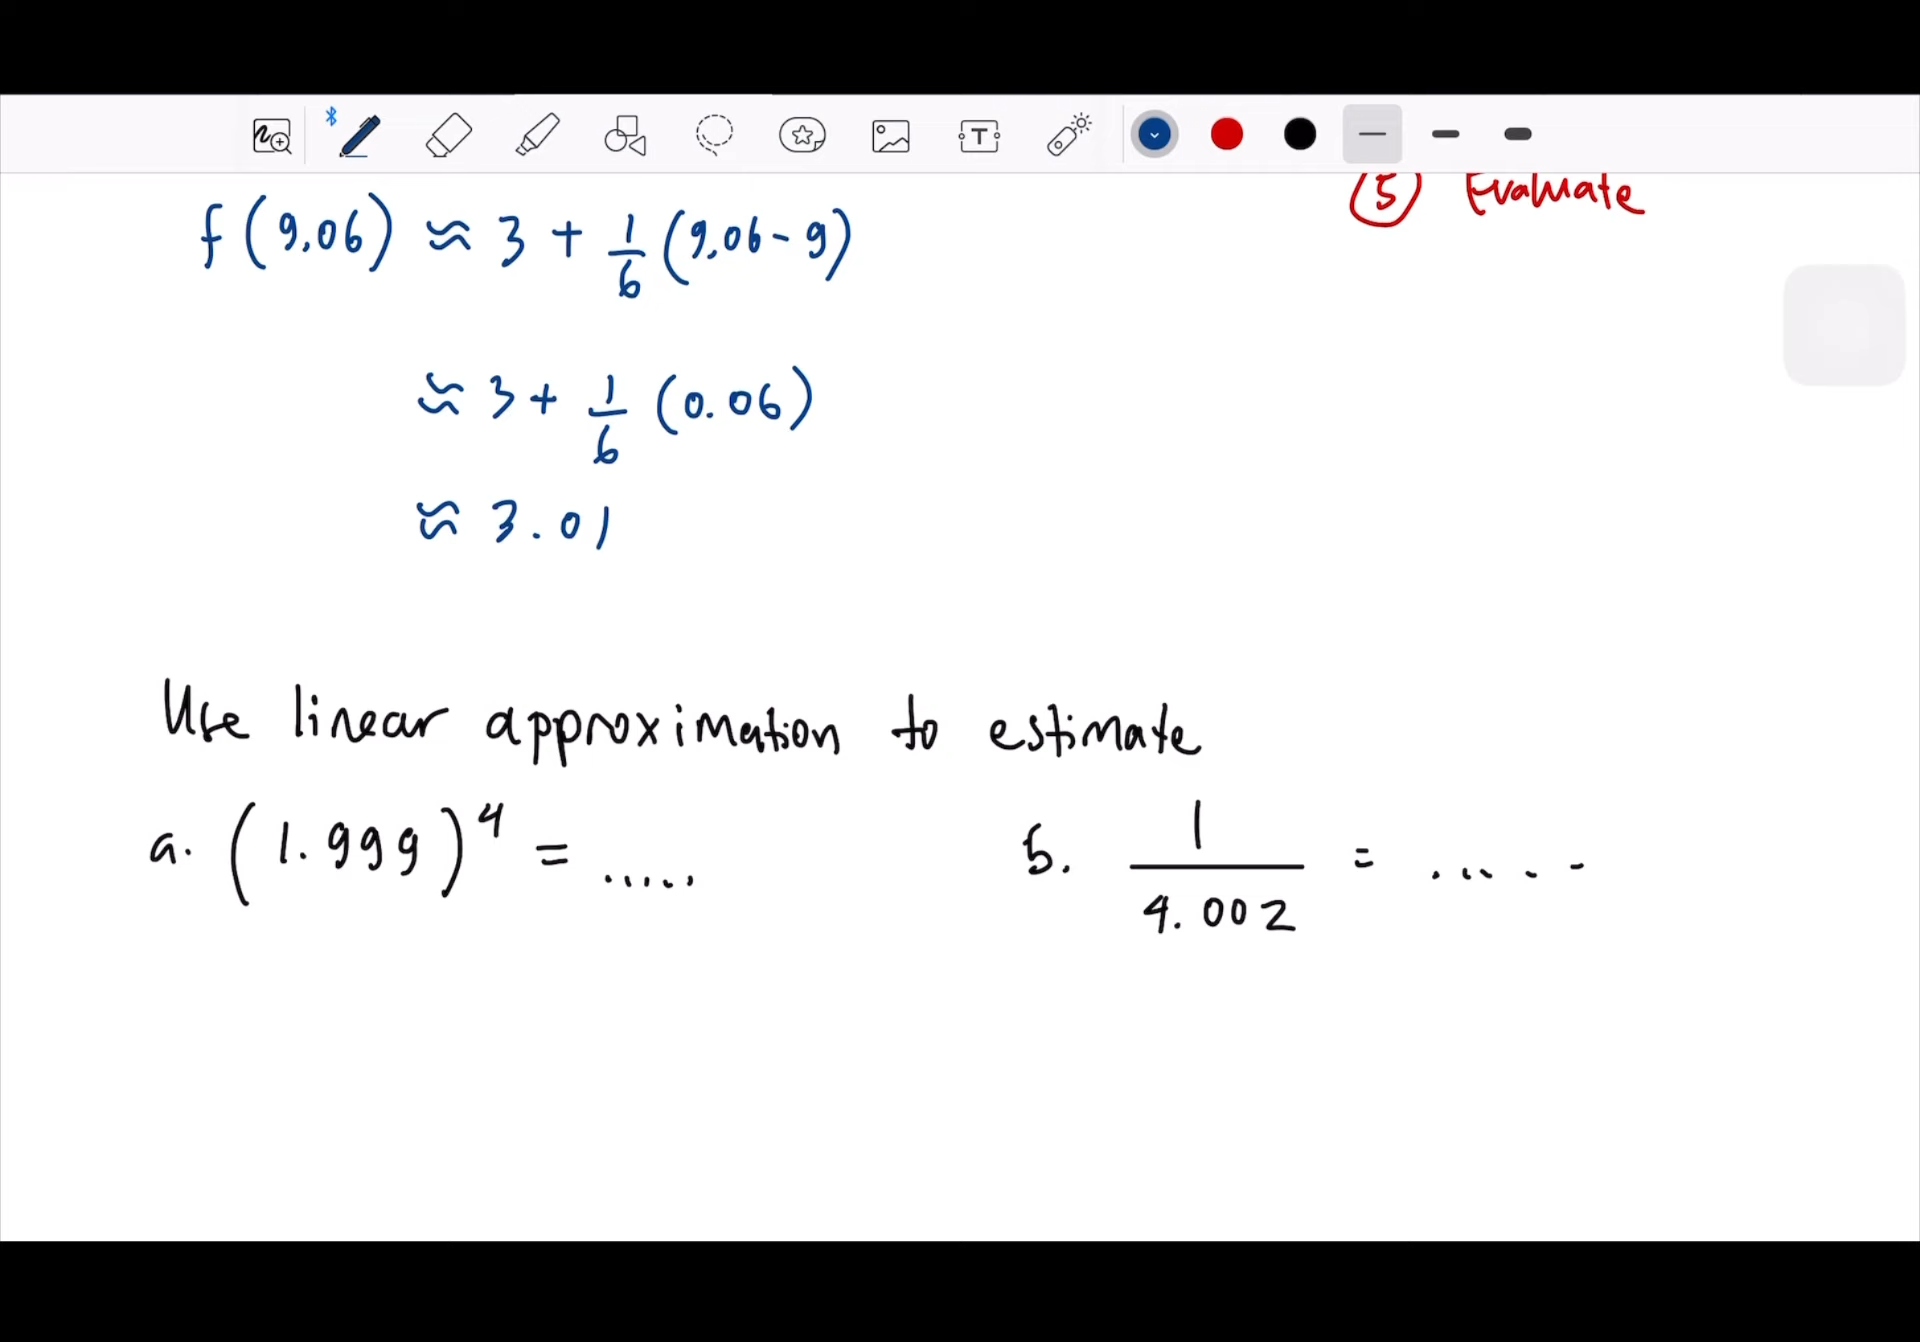 ⑤ Evaluate
f(9,06) ≈ 3 + 1/6 (9,06 - 9)
≈ 3 + 1/6 (0.06)
≈ 3.01
Use linear approximation to estimate
a. (1.999)⁴ = ..... b. 1/4.002 = .....